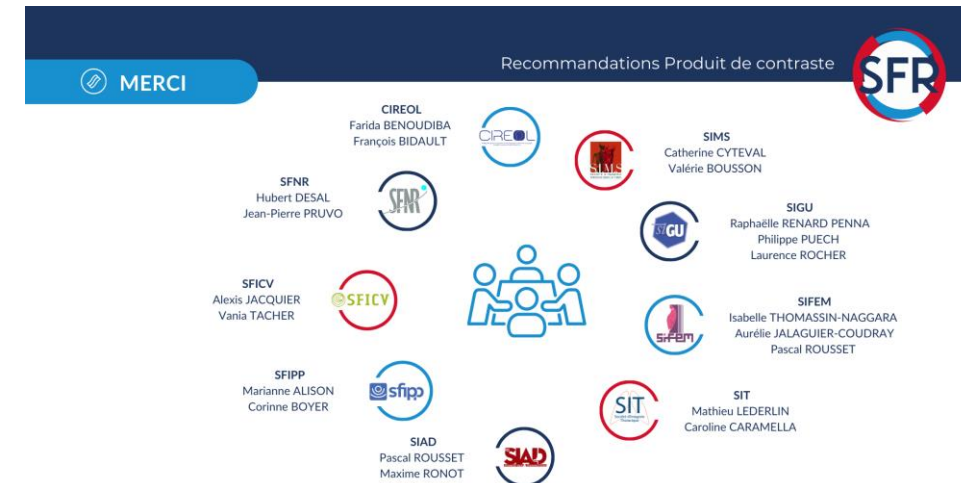 Recommandations Produit de contraste
SFR
MERCI
CIREOL
Farida BENOUDIBA
François BIDAULT
CIREOL
SIMS
SIMS
Catherine CYTEVAL
Valérie BOUSSON
SFNR
Hubert DESAL
Jean-Pierre PRUVO
SFNR
SIGU
SIGU
Raphaëlle RENARD PENNA
Philippe PUECH
Laurence ROCHER
SFICV
Alexis JACQUIER
Vania TACHER
SFICV
sifem
SIFEM
Isabelle THOMASSIN-NAGGARA
Aurélie JALAGUIER-COUDRAY
Pascal ROUSSET
SFIPP
Marianne ALISON
Corinne BOYER
sfipp
SIT
SIT
Mathieu LEDERLIN
Caroline CARAMELLA
SIAD
Pascal ROUSSET
Maxime RONOT
SIAD